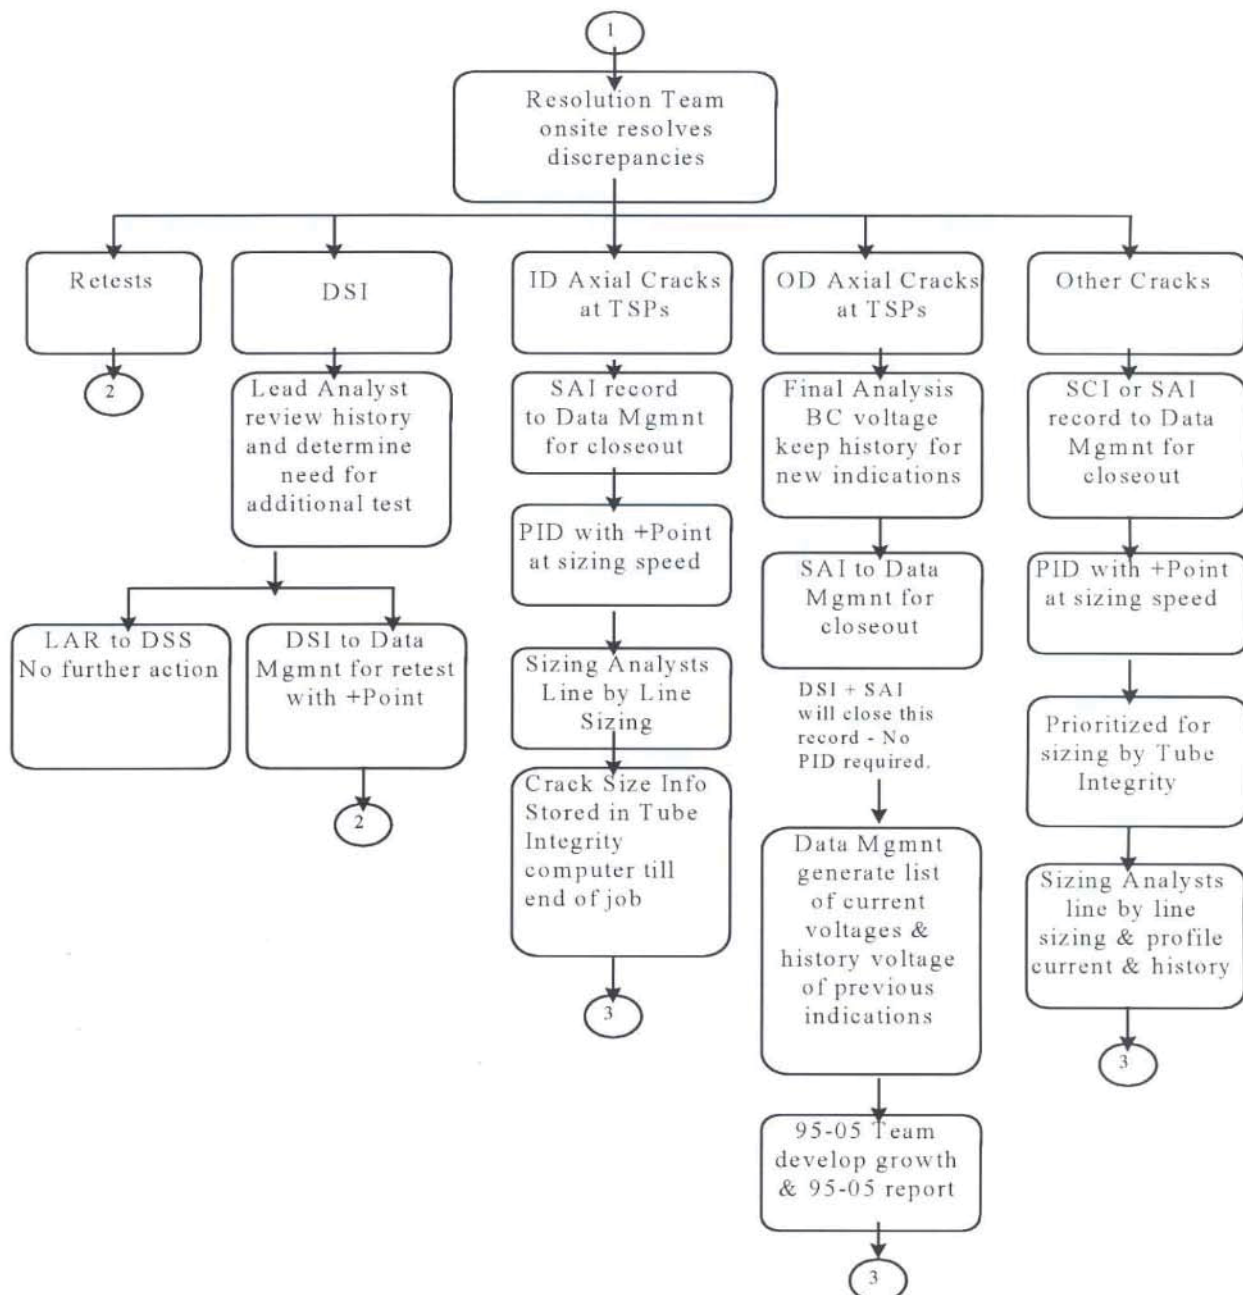 1
Resolution Team
onsite resolves
discrepancies
Retests
2
DSI
Lead Analyst
review history
and determine
need for
additional test
LAR to DSS
No further action
DSI to Data
Mgmnt for retest
with +Point
2
ID Axial Cracks
at TSPs
SAI record
to Data Mgmnt
for closeout
PID with +Point
at sizing speed
Sizing Analysts
Line by Line
Sizing
Crack Size Info
Stored in Tube
Integrity
computer till
end of job
3
OD Axial Cracks
at TSPs
Final Analysis
BC voltage
keep history for
new indications
SAI to Data
Mgmnt for
closeout
DSI + SAI
will close this
record - No
PID required.
Data Mgmnt
generate list
of current
voltages &
history voltage
of previous
indications
95-05 Team
develop growth
& 95-05 report
3
Other Cracks
SCI or SAI
record to Data
Mgmnt for
closeout
PID with +Point
at sizing speed
Prioritized for
sizing by Tube
Integrity
Sizing Analysts
line by line
sizing & profile
current & history
3